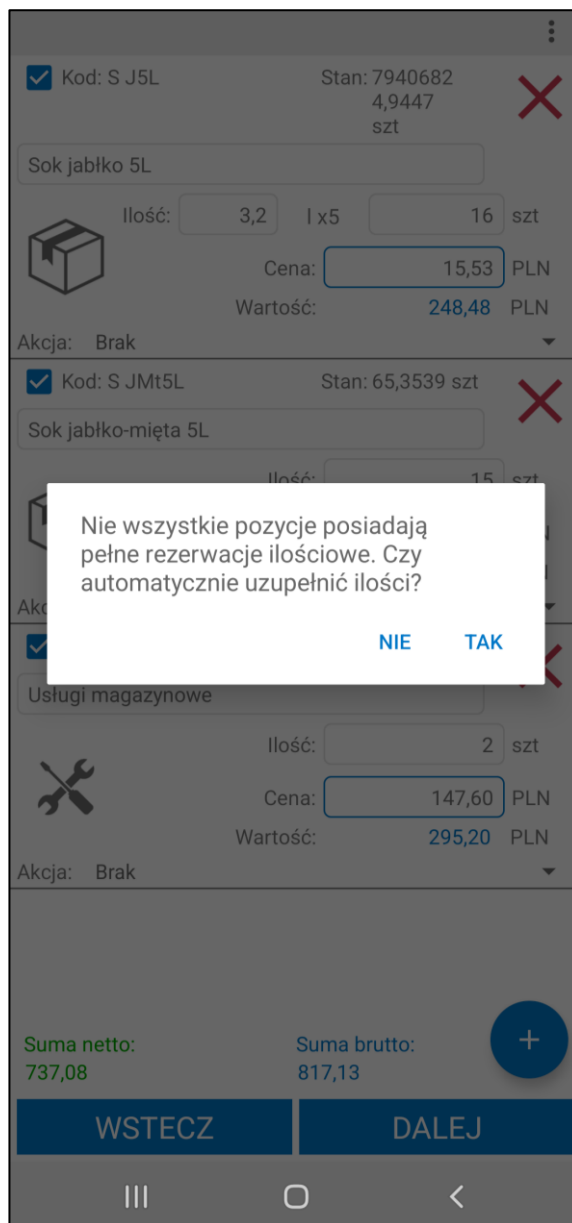 Kod: S J5L
Stan: 7940682
4,9447
szt
Sok jabłko 5L
Ilość: 3,2 l x5 16 szt
Cena: 15,53 PLN
Wartość: 248,48 PLN
Akcja: Brak
Kod: S JMt5L
Stan: 65,3539 szt
Sok jabłko-mięta 5L
Ilość: 15 szt
Nie wszystkie pozycje posiadają
pełne rezerwacje ilościowe. Czy
automatycznie uzupełnić ilości?
NIE TAK
Usługi magazynowe
Ilość: 2 szt
Cena: 147,60 PLN
Wartość: 295,20 PLN
Akcja: Brak
Suma netto: Suma brutto:
737,08 817,13
+
WSTECZ DALEJ